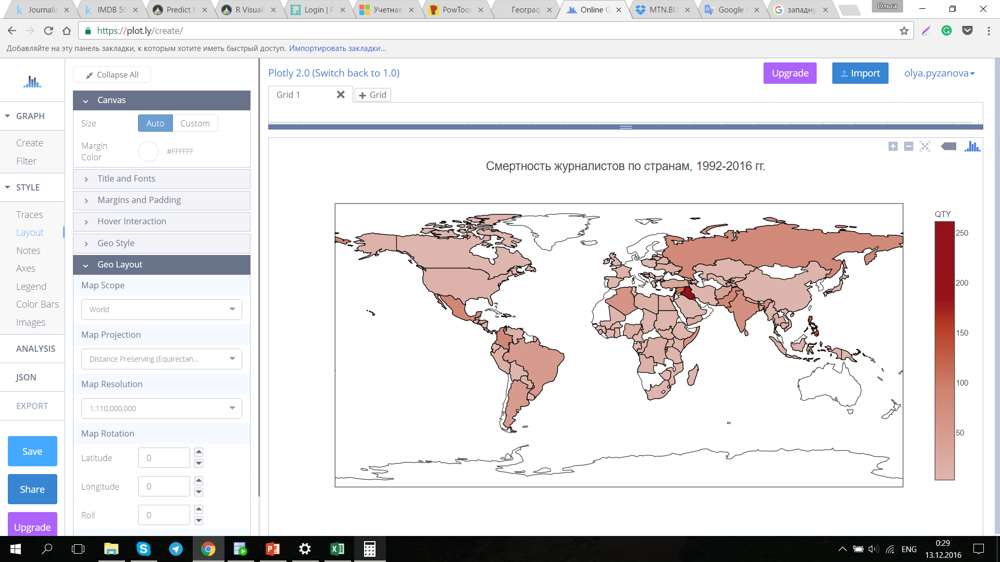 Journalis
IMDB 50
Predict M
R Visuali
Login | P
Учетная
PowToon
Географ
Online G
MTN.BI.
Google
западну
Ольга
https://plot.ly/create/
Добавляйте на эту панель закладки, к которым хотите иметь быстрый доступ. Импортировать закладки...
GRAPH
Create
Filter
STYLE
Traces
Layout
Notes
Axes
Legend
Color Bars
Images
ANALYSIS
JSON
EXPORT
Save
Share
Upgrade
Collapse All
Canvas
Size
Auto
Custom
Margin
Color
#FFFFFF
Title and Fonts
Margins and Padding
Hover Interaction
Geo Style
Geo Layout
Map Scope
World
Map Projection
Distance Preserving (Equirectan...
Map Resolution
1:110,000,000
Map Rotation
Latitude
0
Longitude
0
Roll
0
Plotly 2.0 (Switch back to 1.0)
Upgrade
Import
olya.pyzanova
Grid 1
Grid
Смертность журналистов по странам, 1992-2016 гг.
QTY
250
200
150
100
50
ENG
0:29
13.12.2016